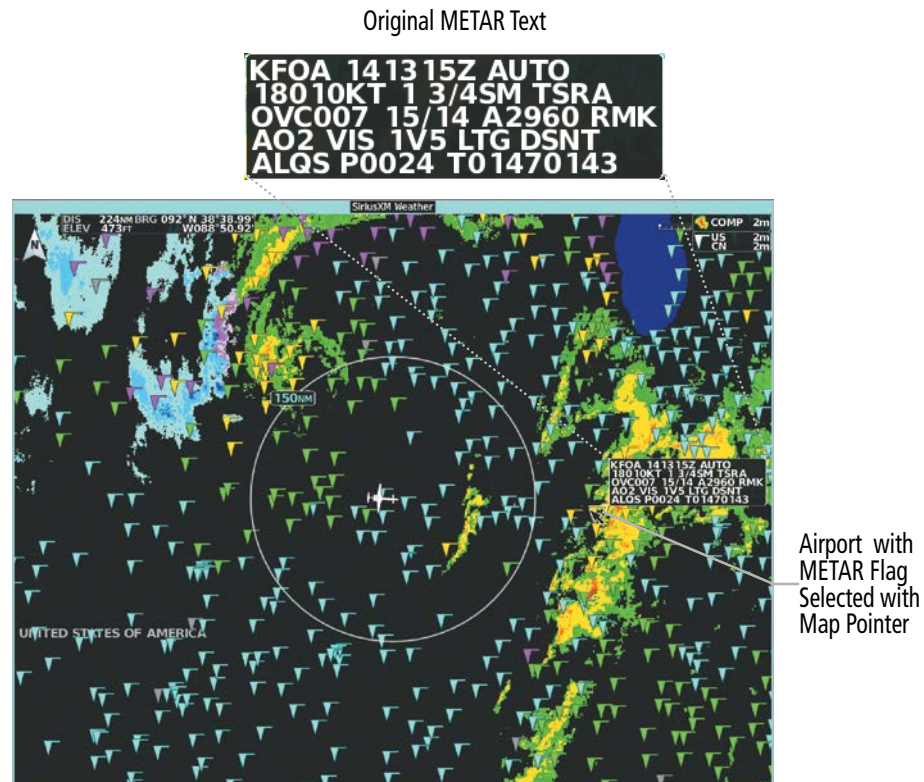 Original METAR Text
KFOA 141315Z AUTO
18010KT 1 3/4SM TSRA
OVC007 15/14 A2960 RMK
AO2 VIS 1V5 LTG DSNT
ALQS P0024 T01470143
SiriusXM Weather
DIS 224NM BRG 092° N 38°38.99'
ELEV 473FT W088°50.92'
N
COMP 2m
US 2m
CN 2m
150NM
KFOA 141315Z AUTO
18010KT 1 3/4SM TSRA
OVC007 15/14 A2960 RMK
AO2 VIS 1V5 LTG DSNT
ALQS P0024 T01470143
UNITED STATES OF AMERICA
Airport with
METAR Flag
Selected with
Map Pointer